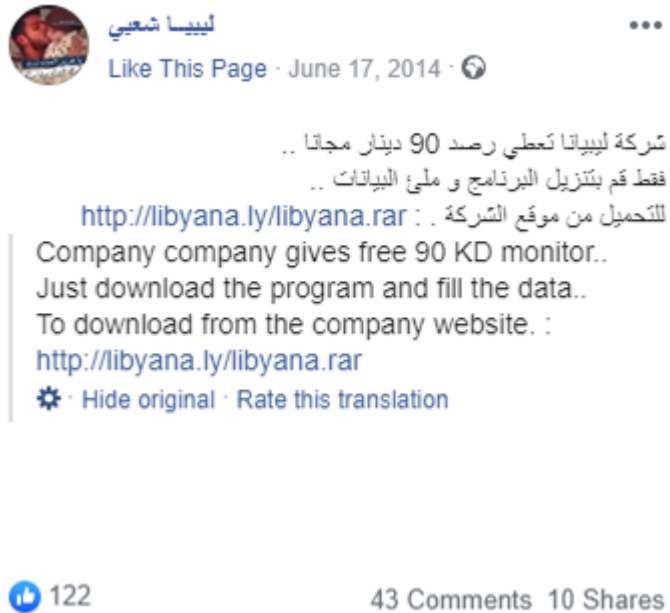 ليبيـــا شعبي
Like This Page · June 17, 2014 ·
شركة ليبيانا تعطي رصد 90 دينار مجانا ..
فقط قم بتنزيل البرنامج و ملئ البيانات ..
للتحميل من موقع الشركة . : http://libyana.ly/libyana.rar
Company company gives free 90 KD monitor..
Just download the program and fill the data..
To download from the company website. :
http://libyana.ly/libyana.rar
· Hide original · Rate this translation
122
43 Comments 10 Shares